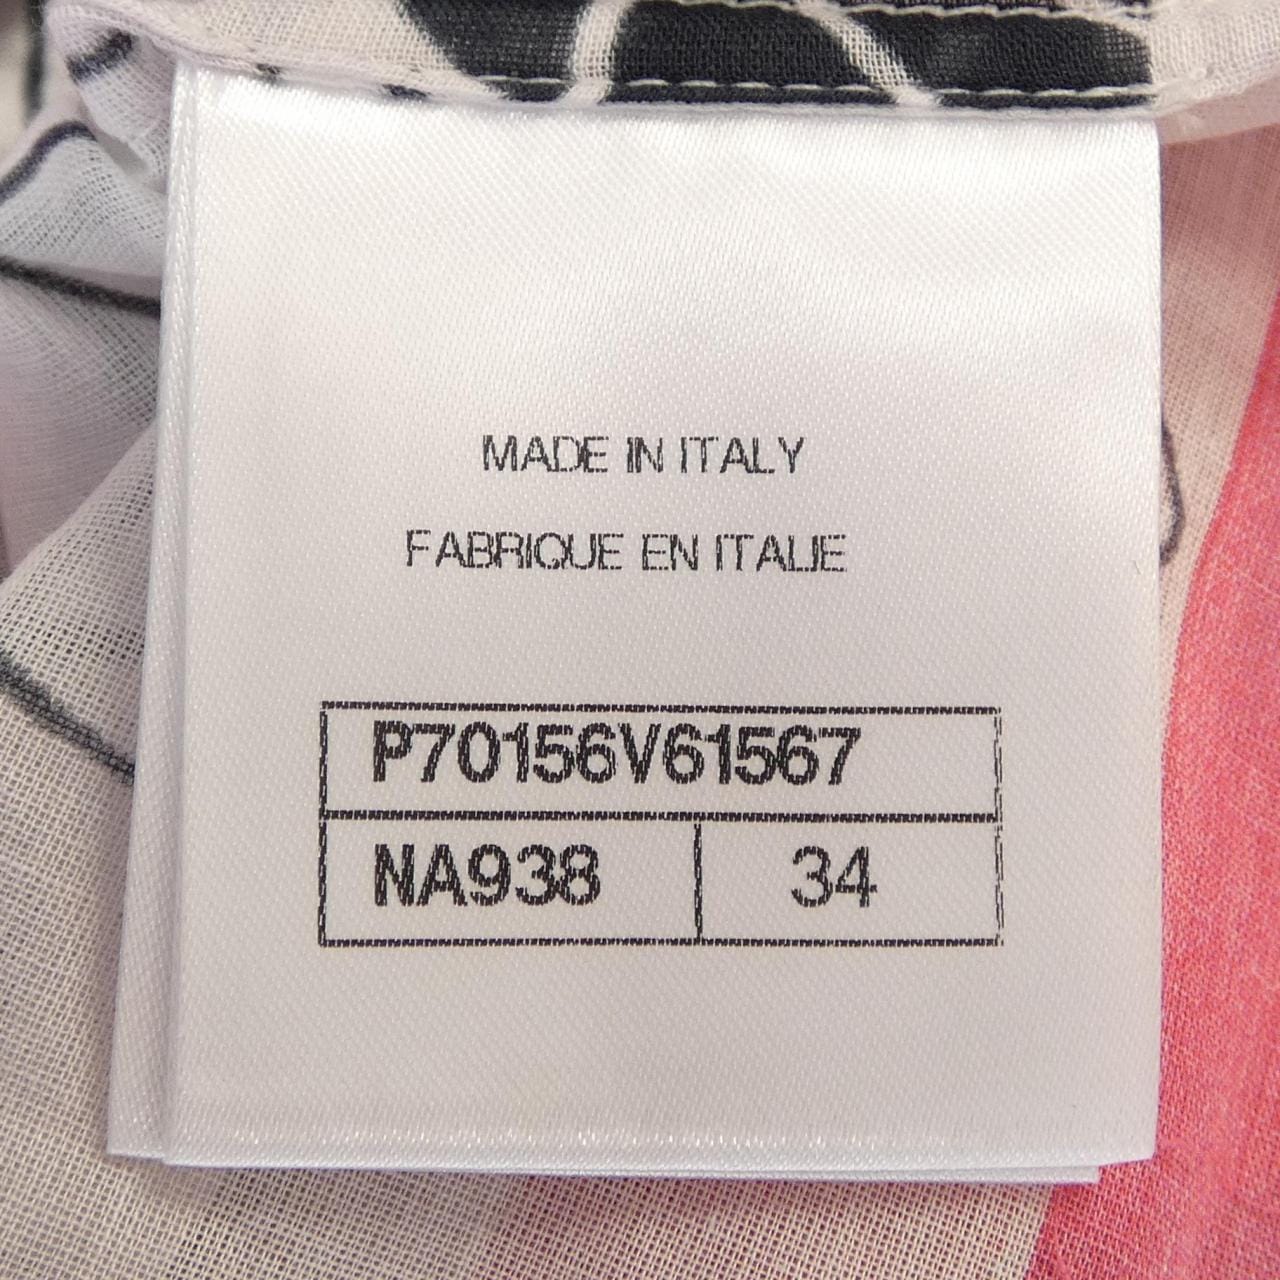 MADE IN ITALY
FABRIQUE EN ITALIE
P70156V61567
NA938 34